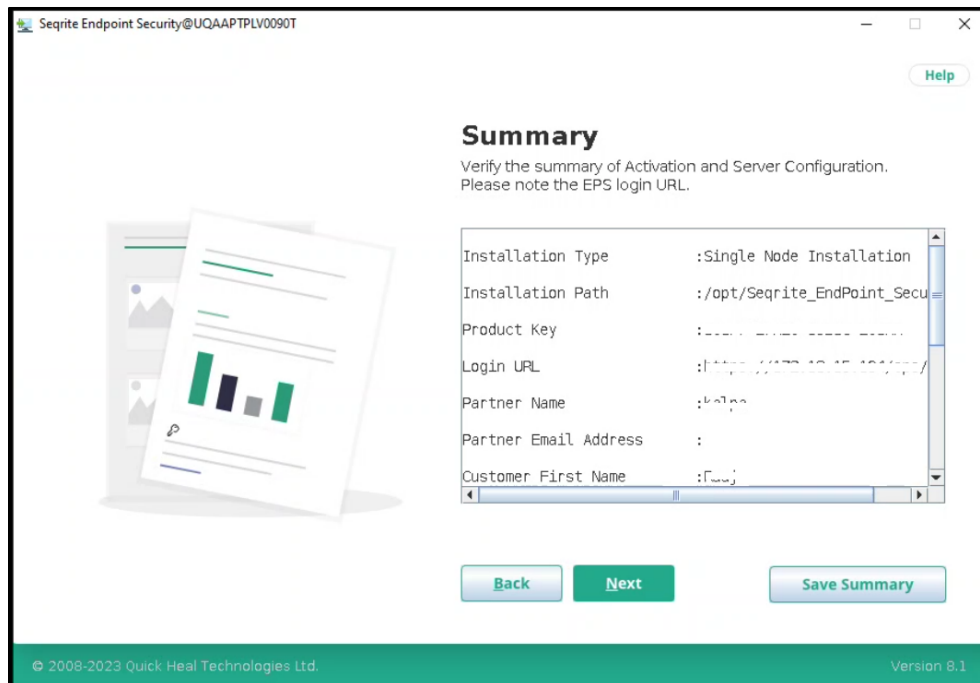 Seqrite Endpoint Security@UQAAPTPLV0090T
Help
Summary
Verify the summary of Activation and Server Configuration.
Please note the EPS login URL.
Installation Type :Single Node Installation
Installation Path :/opt/Seqrite_EndPoint_Secu
Product Key :
Login URL :
Partner Name :
Partner Email Address :
Customer First Name :
Back Next Save Summary
© 2008-2023 Quick Heal Technologies Ltd. Version 8.1